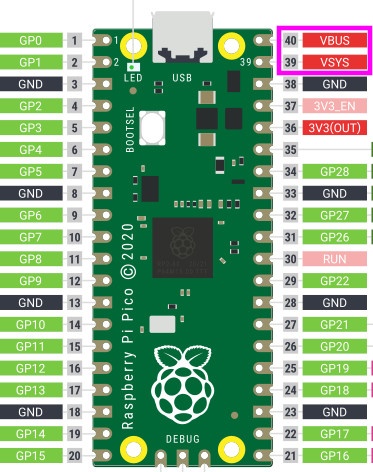 GP0 1 1 40 VBUS
GP1 2 2 39 39 VSYS
LED USB
GND 3 38 GND
GP2 4 37 3V3_EN
GP3 5 BOOTSEL 36 3V3(OUT)
GP4 6 35
GP5 7 34 GP28
GND 8 33 GND
GP6 9 32 GP27
GP7 10 31 GP26
GP8 11 30 RUN
GP9 12 29 GP22
GND 13 28 GND
GP10 14 27 GP21
GP11 15 26 GP20
GP12 16 25 GP19
GP13 17 24 GP18
GND 18 23 GND
GP14 19 22 GP17
GP15 20 21 GP16
Raspberry Pi Pico © 2020
DEBUG